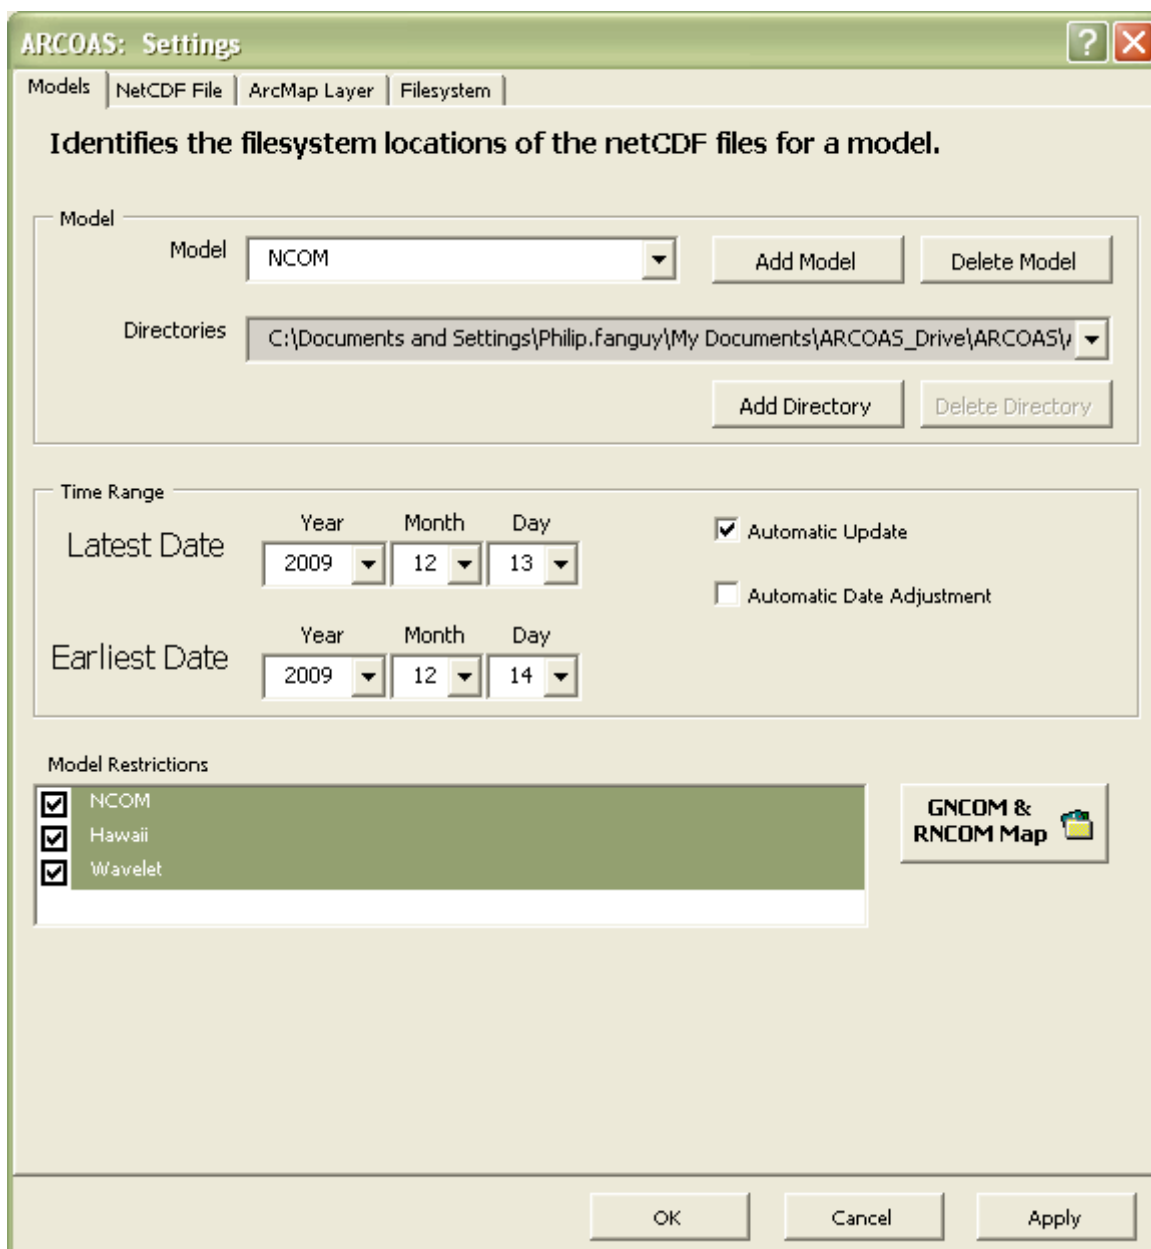 ARCOAS: Settings
Models NetCDF File ArcMap Layer Filesystem
Identifies the filesystem locations of the netCDF files for a model.
Model
Model NCOM Add Model Delete Model
Directories C:\Documents and Settings\Philip.fanguy\My Documents\ARCOAS_Drive\ARCOAS\
Add Directory Delete Directory
Time Range
Year Month Day
Latest Date 2009 12 13 Automatic Update
Automatic Date Adjustment
Year Month Day
Earliest Date 2009 12 14
Model Restrictions
NCOM
Hawaii
Wavelet
GNCOM &
RNCOM Map
OK Cancel Apply